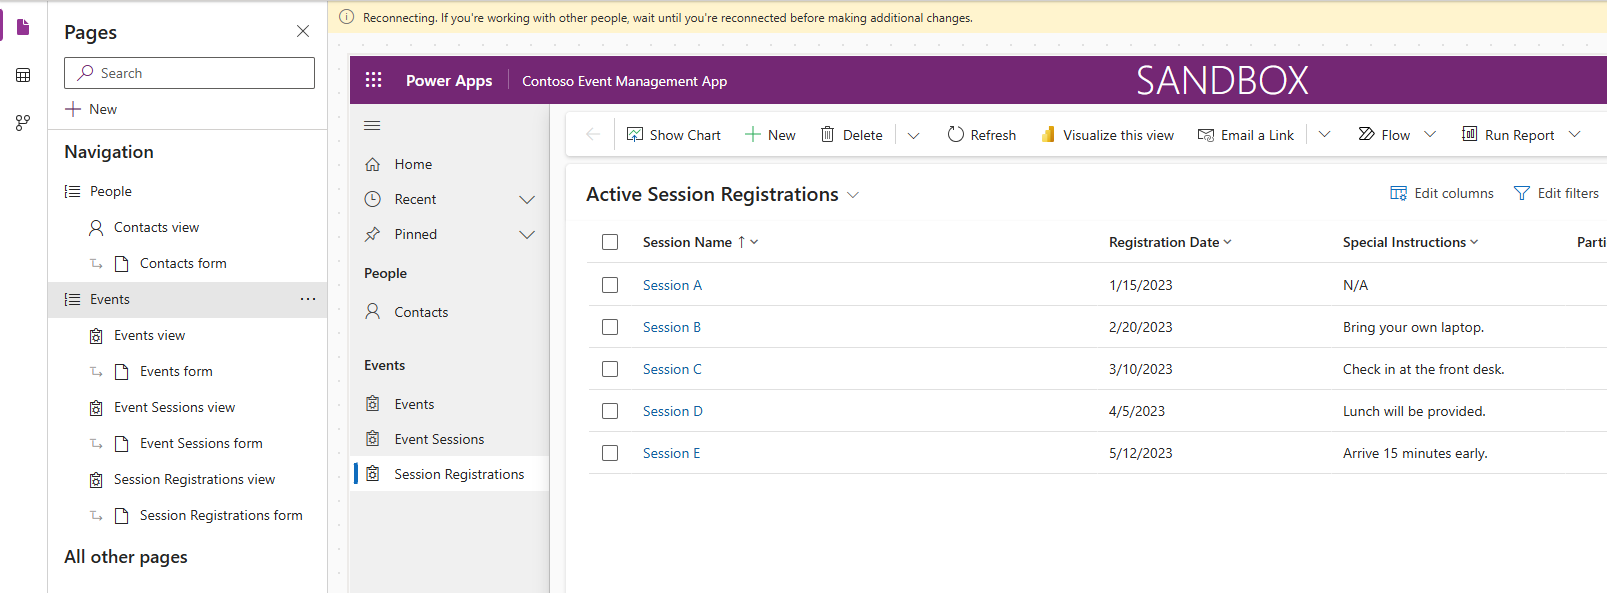 Pages
Search
New
Navigation
People
Contacts view
Contacts form
Events
Events view
Events form
Event Sessions view
Event Sessions form
Session Registrations view
Session Registrations form
All other pages
Reconnecting. If you're working with other people, wait until you're reconnected before making additional changes.
Power Apps Contoso Event Management App SANDBOX
Home
Recent
Pinned
People
Contacts
Events
Events
Event Sessions
Session Registrations
Show Chart New Delete Refresh Visualize this view Email a Link Flow Run Report
Active Session Registrations Edit columns Edit filters
Session Name Registration Date Special Instructions Parti
Session A 1/15/2023 N/A
Session B 2/20/2023 Bring your own laptop.
Session C 3/10/2023 Check in at the front desk.
Session D 4/5/2023 Lunch will be provided.
Session E 5/12/2023 Arrive 15 minutes early.